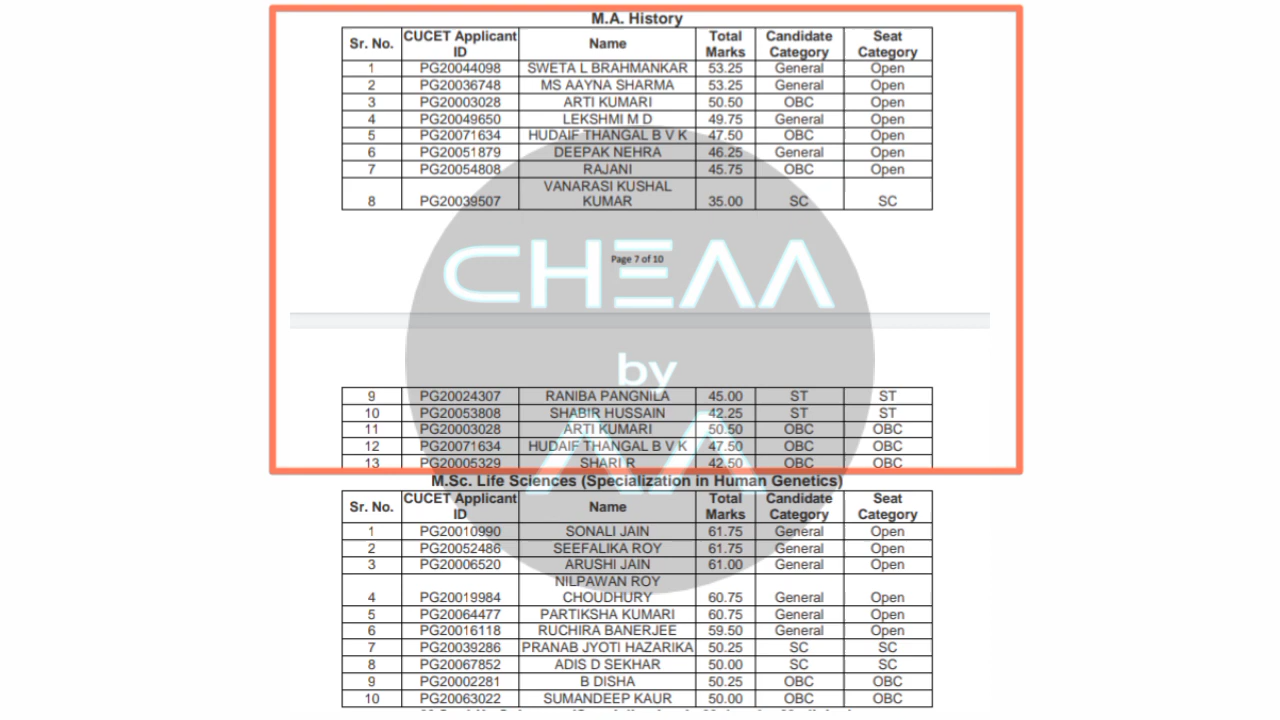 M.A. History
Sr. No. CUCET Applicant ID Name Total Marks Candidate Category Seat Category
1 PG20044098 SWETA L BRAHMANKAR 53.25 General Open
2 PG20036748 MS AAYNA SHARMA 53.25 General Open
3 PG20003028 ARTI KUMARI 50.50 OBC Open
4 PG20049650 LEKSHMI M D 49.75 General Open
5 PG20071634 HUDAIF THANGAL B V K 47.50 OBC Open
6 PG20051879 DEEPAK NEHRA 46.25 General Open
7 PG20054808 RAJANI 45.75 OBC Open
8 PG20039507 VANARASI KUSHAL KUMAR 35.00 SC SC
CHEAA
Page 7 of 10
by
AA
9 PG20024307 RANIBA PANGNILA 45.00 ST ST
10 PG20053808 SHABIR HUSSAIN 42.25 ST ST
11 PG20003028 ARTI KUMARI 50.50 OBC OBC
12 PG20071634 HUDAIF THANGAL B V K 47.50 OBC OBC
13 PG20005329 SHARI R 42.50 OBC OBC
M.Sc. Life Sciences (Specialization in Human Genetics)
Sr. No. CUCET Applicant ID Name Total Marks Candidate Category Seat Category
1 PG20010990 SONALI JAIN 61.75 General Open
2 PG20052486 SEEFALIKA ROY 61.75 General Open
3 PG20006520 ARUSHI JAIN 61.00 General Open
4 PG20019984 NILPAWAN ROY CHOUDHURY 60.75 General Open
5 PG20064477 PARTIKSHA KUMARI 60.75 General Open
6 PG20016118 RUCHIRA BANERJEE 59.50 General Open
7 PG20039286 PRANAB JYOTI HAZARIKA 50.25 SC SC
8 PG20067852 ADIS D SEKHAR 50.00 SC SC
9 PG20002281 B DISHA 50.25 OBC OBC
10 PG20063022 SUMANDEEP KAUR 50.00 OBC OBC